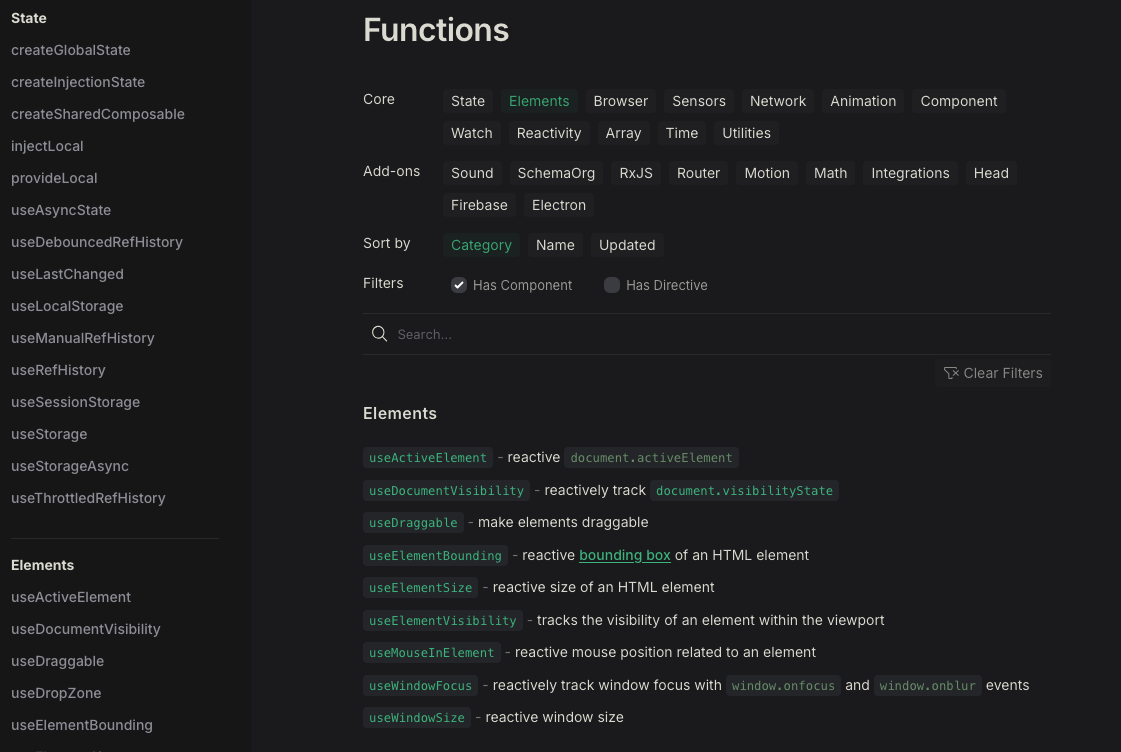 State
createGlobalState
createInjectionState
createSharedComposable
injectLocal
provideLocal
useAsyncState
useDebouncedRefHistory
useLastChanged
useLocalStorage
useManualRefHistory
useRefHistory
useSessionStorage
useStorage
useStorageAsync
useThrottledRefHistory
Elements
useActiveElement
useDocumentVisibility
useDraggable
useDropZone
useElementBounding
Functions
Core State Elements Browser Sensors Network Animation Component
Watch Reactivity Array Time Utilities
Add-ons Sound SchemaOrg RxJS Router Motion Math Integrations Head
Firebase Electron
Sort by Category Name Updated
Filters Has Component Has Directive
Search...
Clear Filters
Elements
useActiveElement - reactive document.activeElement
useDocumentVisibility - reactively track document.visibilityState
useDraggable - make elements draggable
useElementBounding - reactive bounding box of an HTML element
useElementSize - reactive size of an HTML element
useElementVisibility - tracks the visibility of an element within the viewport
useMouseInElement - reactive mouse position related to an element
useWindowFocus - reactively track window focus with window.onfocus and window.onblur events
useWindowSize - reactive window size